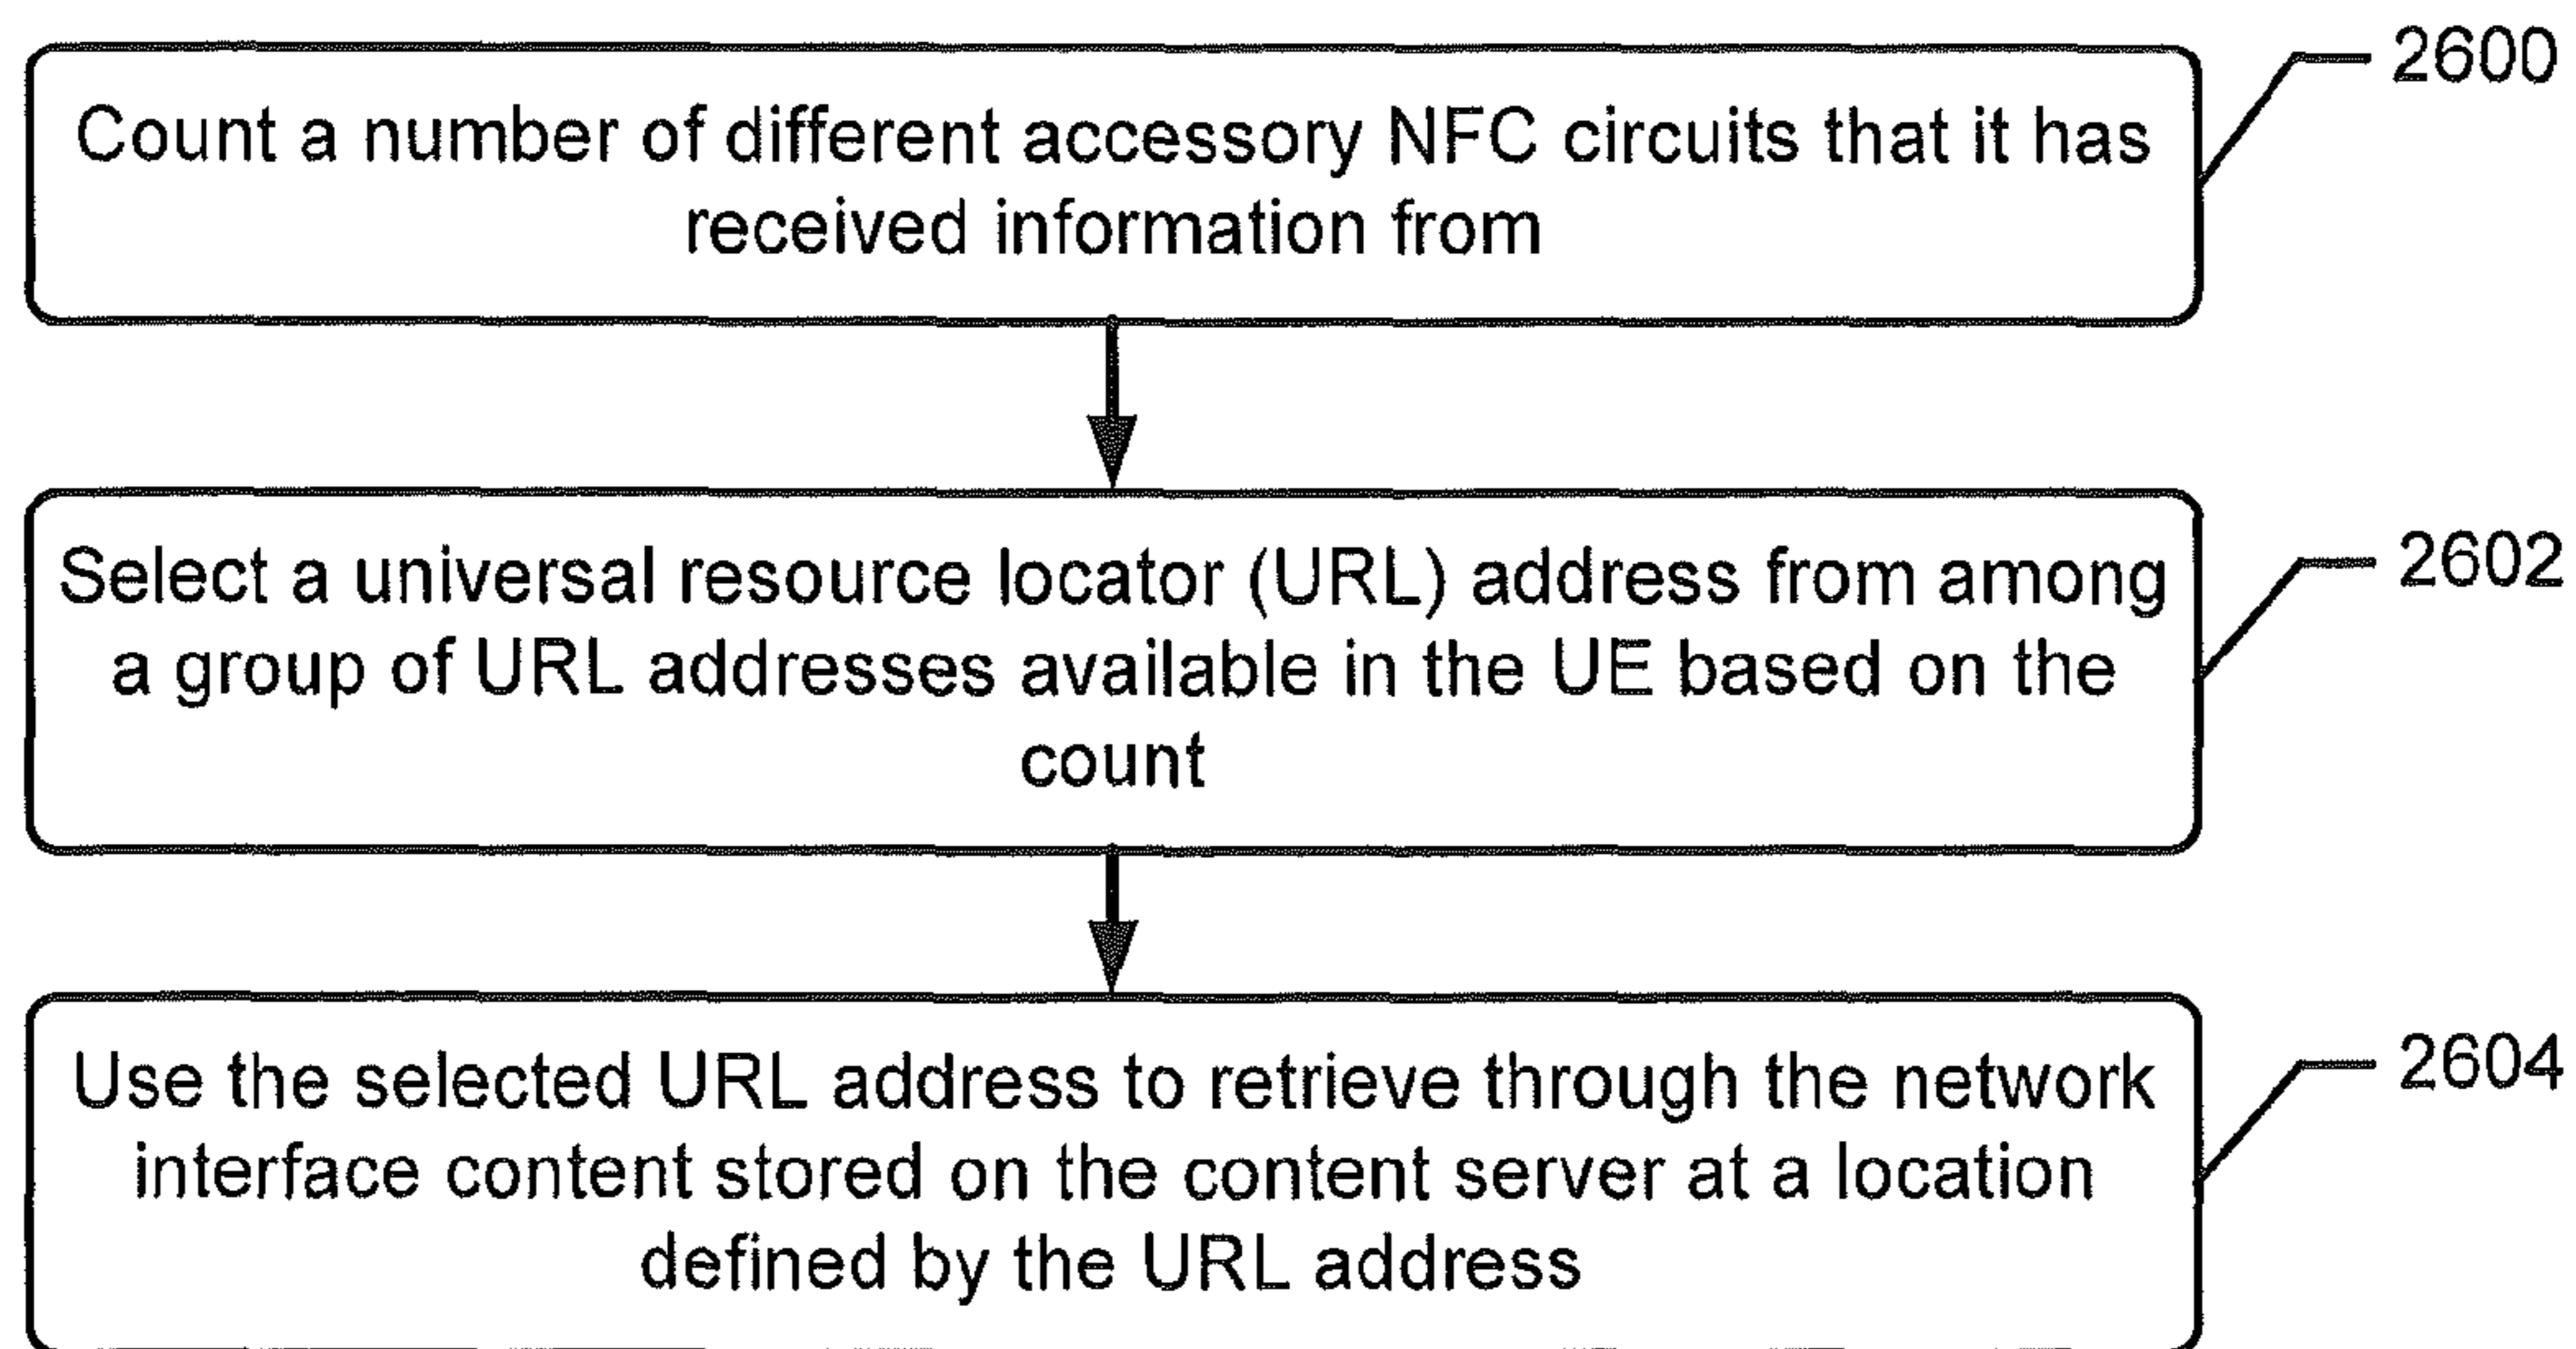 2600
Count a number of different accessory NFC circuits that it has
received information from
2602
Select a universal resource locator (URL) address from among
a group of URL addresses available in the UE based on the
count
2604
Use the selected URL address to retrieve through the network
interface content stored on the content server at a location
defined by the URL address